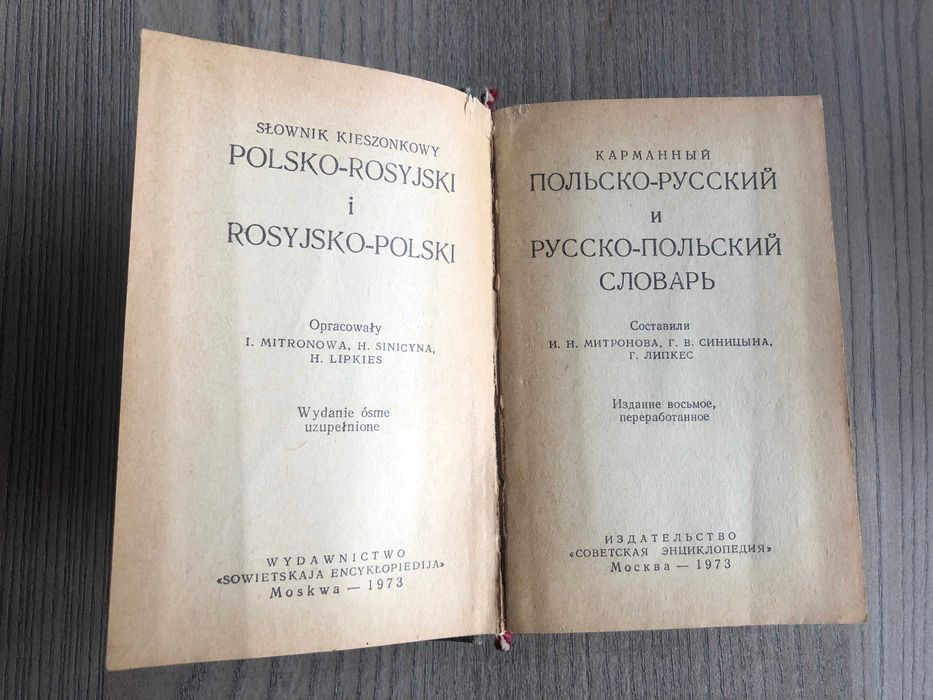 SŁOWNIK KIESZONKOWY
POLSKO-ROSYJSKI
i
ROSYJSKO-POLSKI
Opracowały
I. MITRONOWA, H. SINICYNA,
H. LIPKIES
Wydanie ósme
uzupełnione
WYDAWNICTWO
«SOWIETSKAJA ENCYKŁOPIEDIJA»
Moskwa — 1973
КАРМАННЫЙ
ПОЛЬСКО-РУССКИЙ
И
РУССКО-ПОЛЬСКИЙ
СЛОВАРЬ
Составили
И. Н. МИТРОНОВА, Г. В. СИНИЦЫНА,
Г. ЛИПКЕС
Издание восьмое,
переработанное
ИЗДАТЕЛЬСТВО
«СОВЕТСКАЯ ЭНЦИКЛОПЕДИЯ»
Москва — 1973